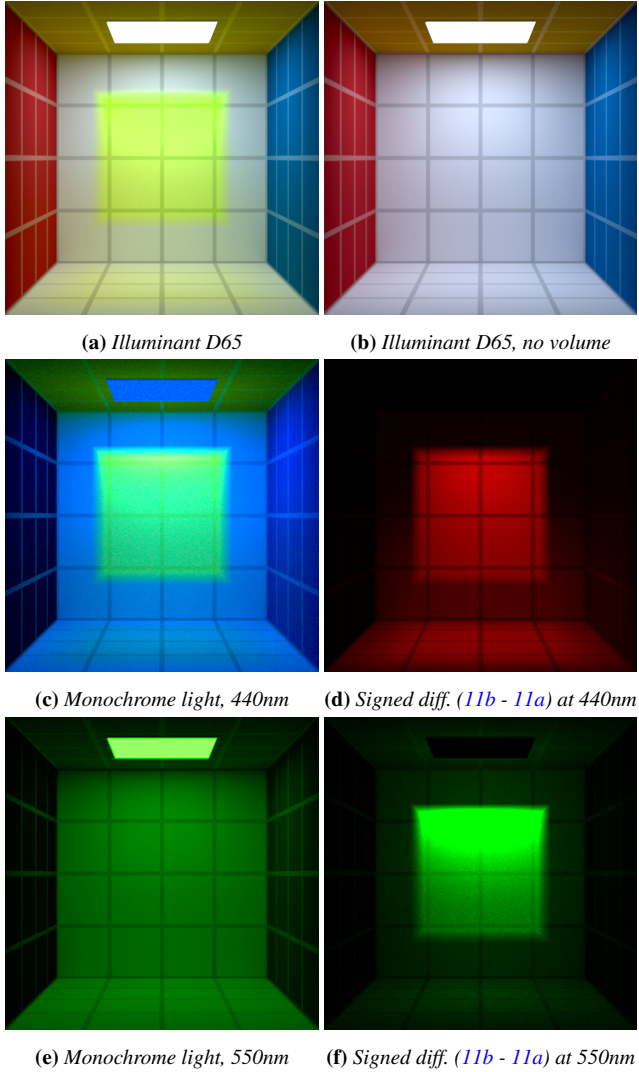 (a) Illuminant D65
(b) Illuminant D65, no volume
(c) Monochrome light, 440nm
(d) Signed diff. (11b - 11a) at 440nm
(e) Monochrome light, 550nm
(f) Signed diff. (11b - 11a) at 550nm